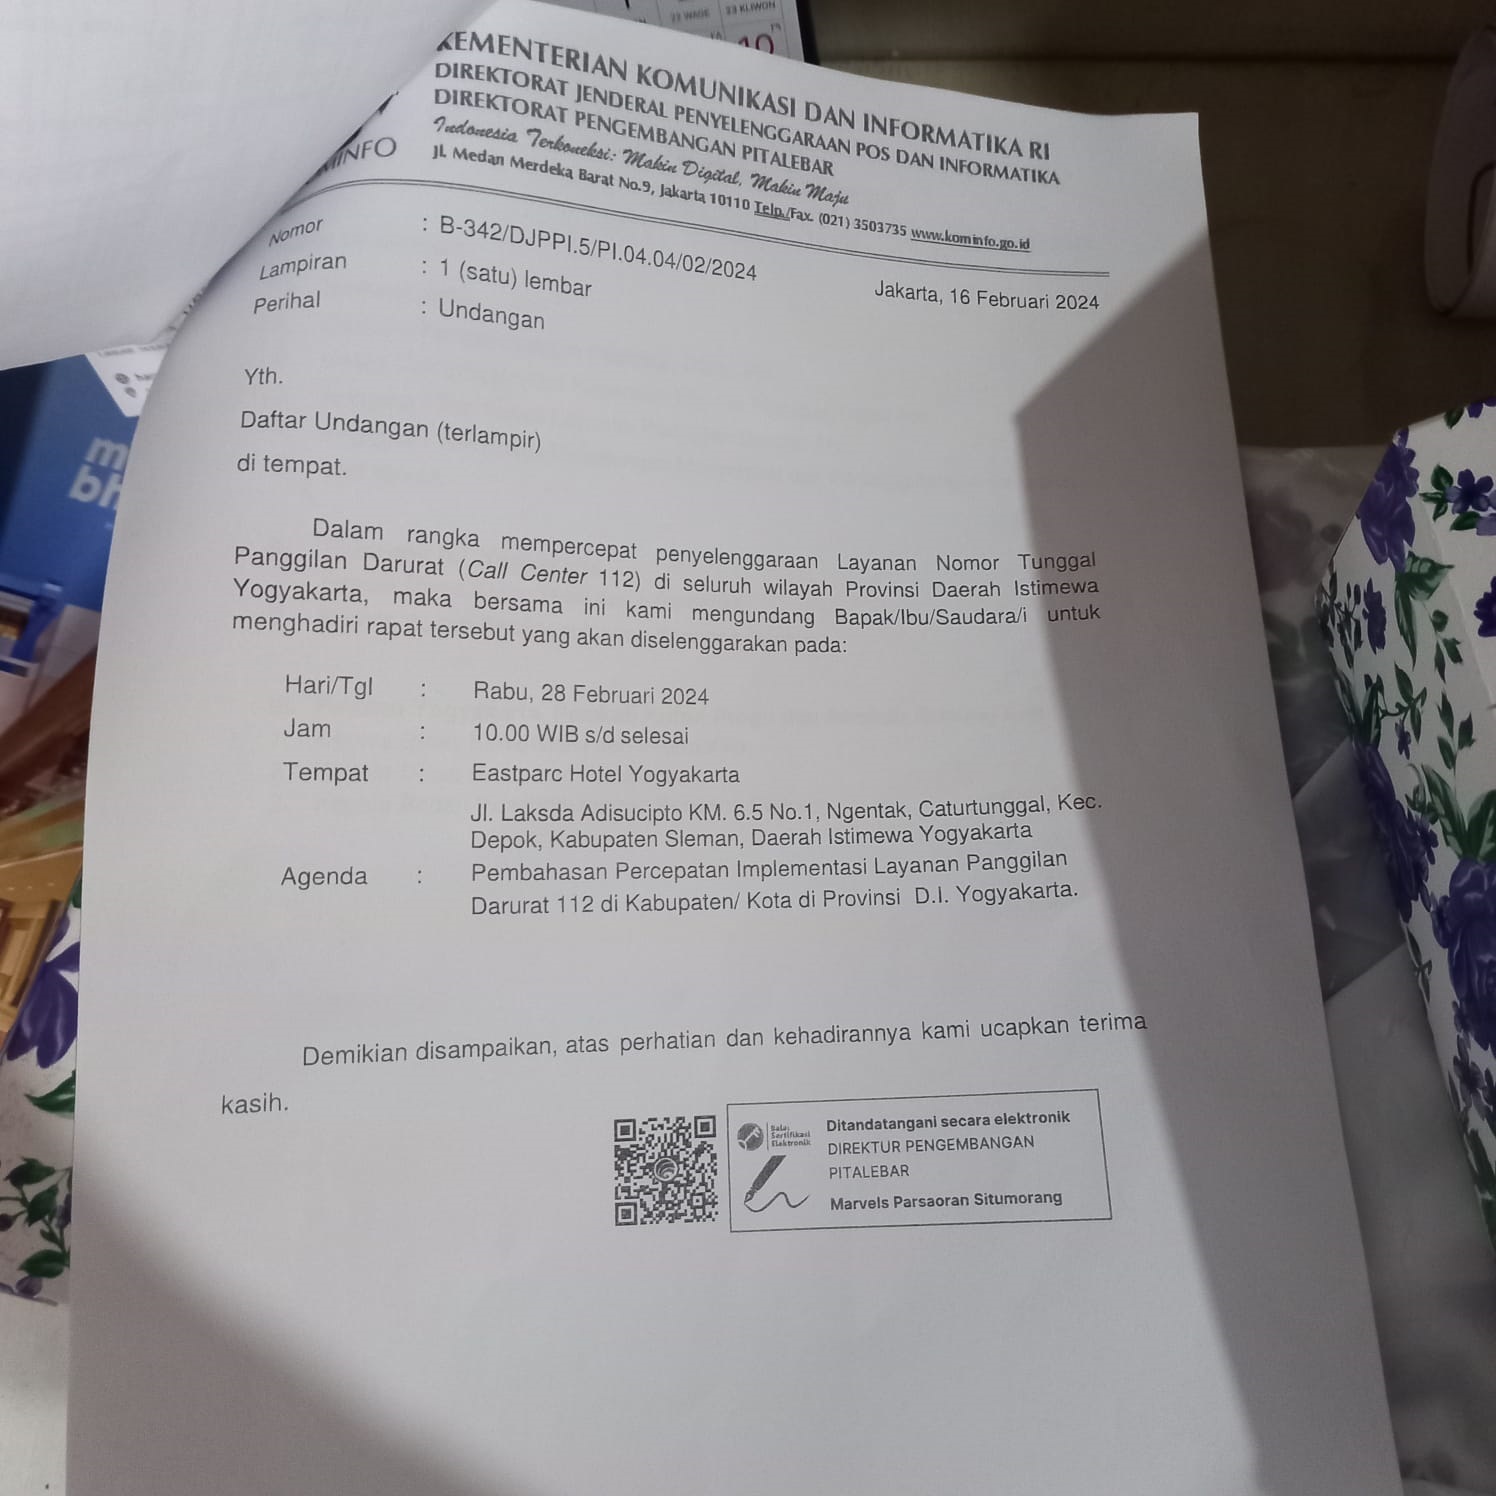 23 KLIWON
KEMENTERIAN KOMUNIKASI DAN INFORMATIKA RI
DIREKTORAT JENDERAL PENYELENGGARAAN POS DAN INFORMATIKA
DIREKTORAT PENGEMBANGAN PITALEBAR
Indonesia Terkoneksi: Makin Digital, Makin Maju
Jl. Medan Merdeka Barat No.9, Jakarta 10110 Telp./Fax. (021) 3503735 www.kominfo.go.id
MINFO
Nomor : B-342/DJPPI.5/PI.04.04/02/2024
Jakarta, 16 Februari 2024
Lampiran : 1 (satu) lembar
Perihal : Undangan
Yth.
Daftar Undangan (terlampir)
di tempat.
Dalam rangka mempercepat penyelenggaraan Layanan Nomor Tunggal
Panggilan Darurat (Call Center 112) di seluruh wilayah Provinsi Daerah Istimewa
Yogyakarta, maka bersama ini kami mengundang Bapak/Ibu/Saudara/i untuk
menghadiri rapat tersebut yang akan diselenggarakan pada:
Hari/Tgl : Rabu, 28 Februari 2024
Jam : 10.00 WIB s/d selesai
Tempat : Eastparc Hotel Yogyakarta
Jl. Laksda Adisucipto KM. 6.5 No.1, Ngentak, Caturtunggal, Kec.
Depok, Kabupaten Sleman, Daerah Istimewa Yogyakarta
Agenda : Pembahasan Percepatan Implementasi Layanan Panggilan
Darurat 112 di Kabupaten/ Kota di Provinsi D.I. Yogyakarta.
Demikian disampaikan, atas perhatian dan kehadirannya kami ucapkan terima
kasih.
Balai
Sertifikasi
Elektronik
Ditandatangani secara elektronik
DIREKTUR PENGEMBANGAN
PITALEBAR
Marvels Parsaoran Situmorang